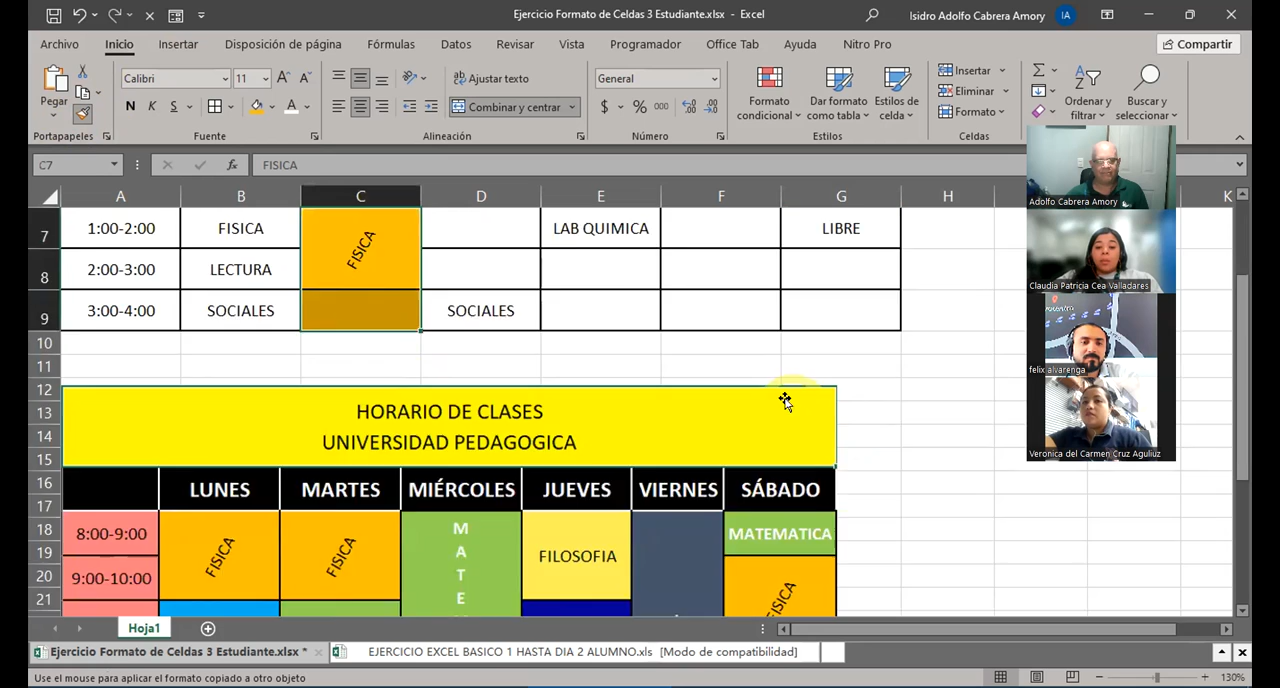 Ejercicio Formato de Celdas 3 Estudiante.xlsx - Excel
Isidro Adolfo Cabrera Amory IA
Archivo Inicio Insertar Disposición de página Fórmulas Datos Revisar Vista Programador Office Tab Ayuda Nitro Pro Compartir
Pegar
Calibri 11
N K S
Ajustar texto
Combinar y centrar
General
$ % 000
Formato condicional
Dar formato como tabla
Estilos de celda
Insertar
Eliminar
Formato
Ordenar y filtrar
Buscar y seleccionar
Portapapeles Fuente Alineación Número Estilos Celdas
C7 fx FISICA
A B C D E F G H K
7 1:00-2:00 FISICA FISICA LAB QUIMICA LIBRE
8 2:00-3:00 LECTURA
9 3:00-4:00 SOCIALES SOCIALES
10
11
12
13 HORARIO DE CLASES
14 UNIVERSIDAD PEDAGOGICA
15
16 LUNES MARTES MIÉRCOLES JUEVES VIERNES SÁBADO
17
18 8:00-9:00 FISICA FISICA M FILOSOFIA MATEMATICA
19 A
20 9:00-10:00 T FISICA
21 E
Adolfo Cabrera Amory
Claudia Patricia Cea Valladares
felix alvarenga
Veronica del Carmen Cruz Aguiluz
Hoja1
Ejercicio Formato de Celdas 3 Estudiante.xlsx *
EJERCICIO EXCEL BASICO 1 HASTA DIA 2 ALUMNO.xls [Modo de compatibilidad]
Use el mouse para aplicar el formato copiado a otro objeto
130%